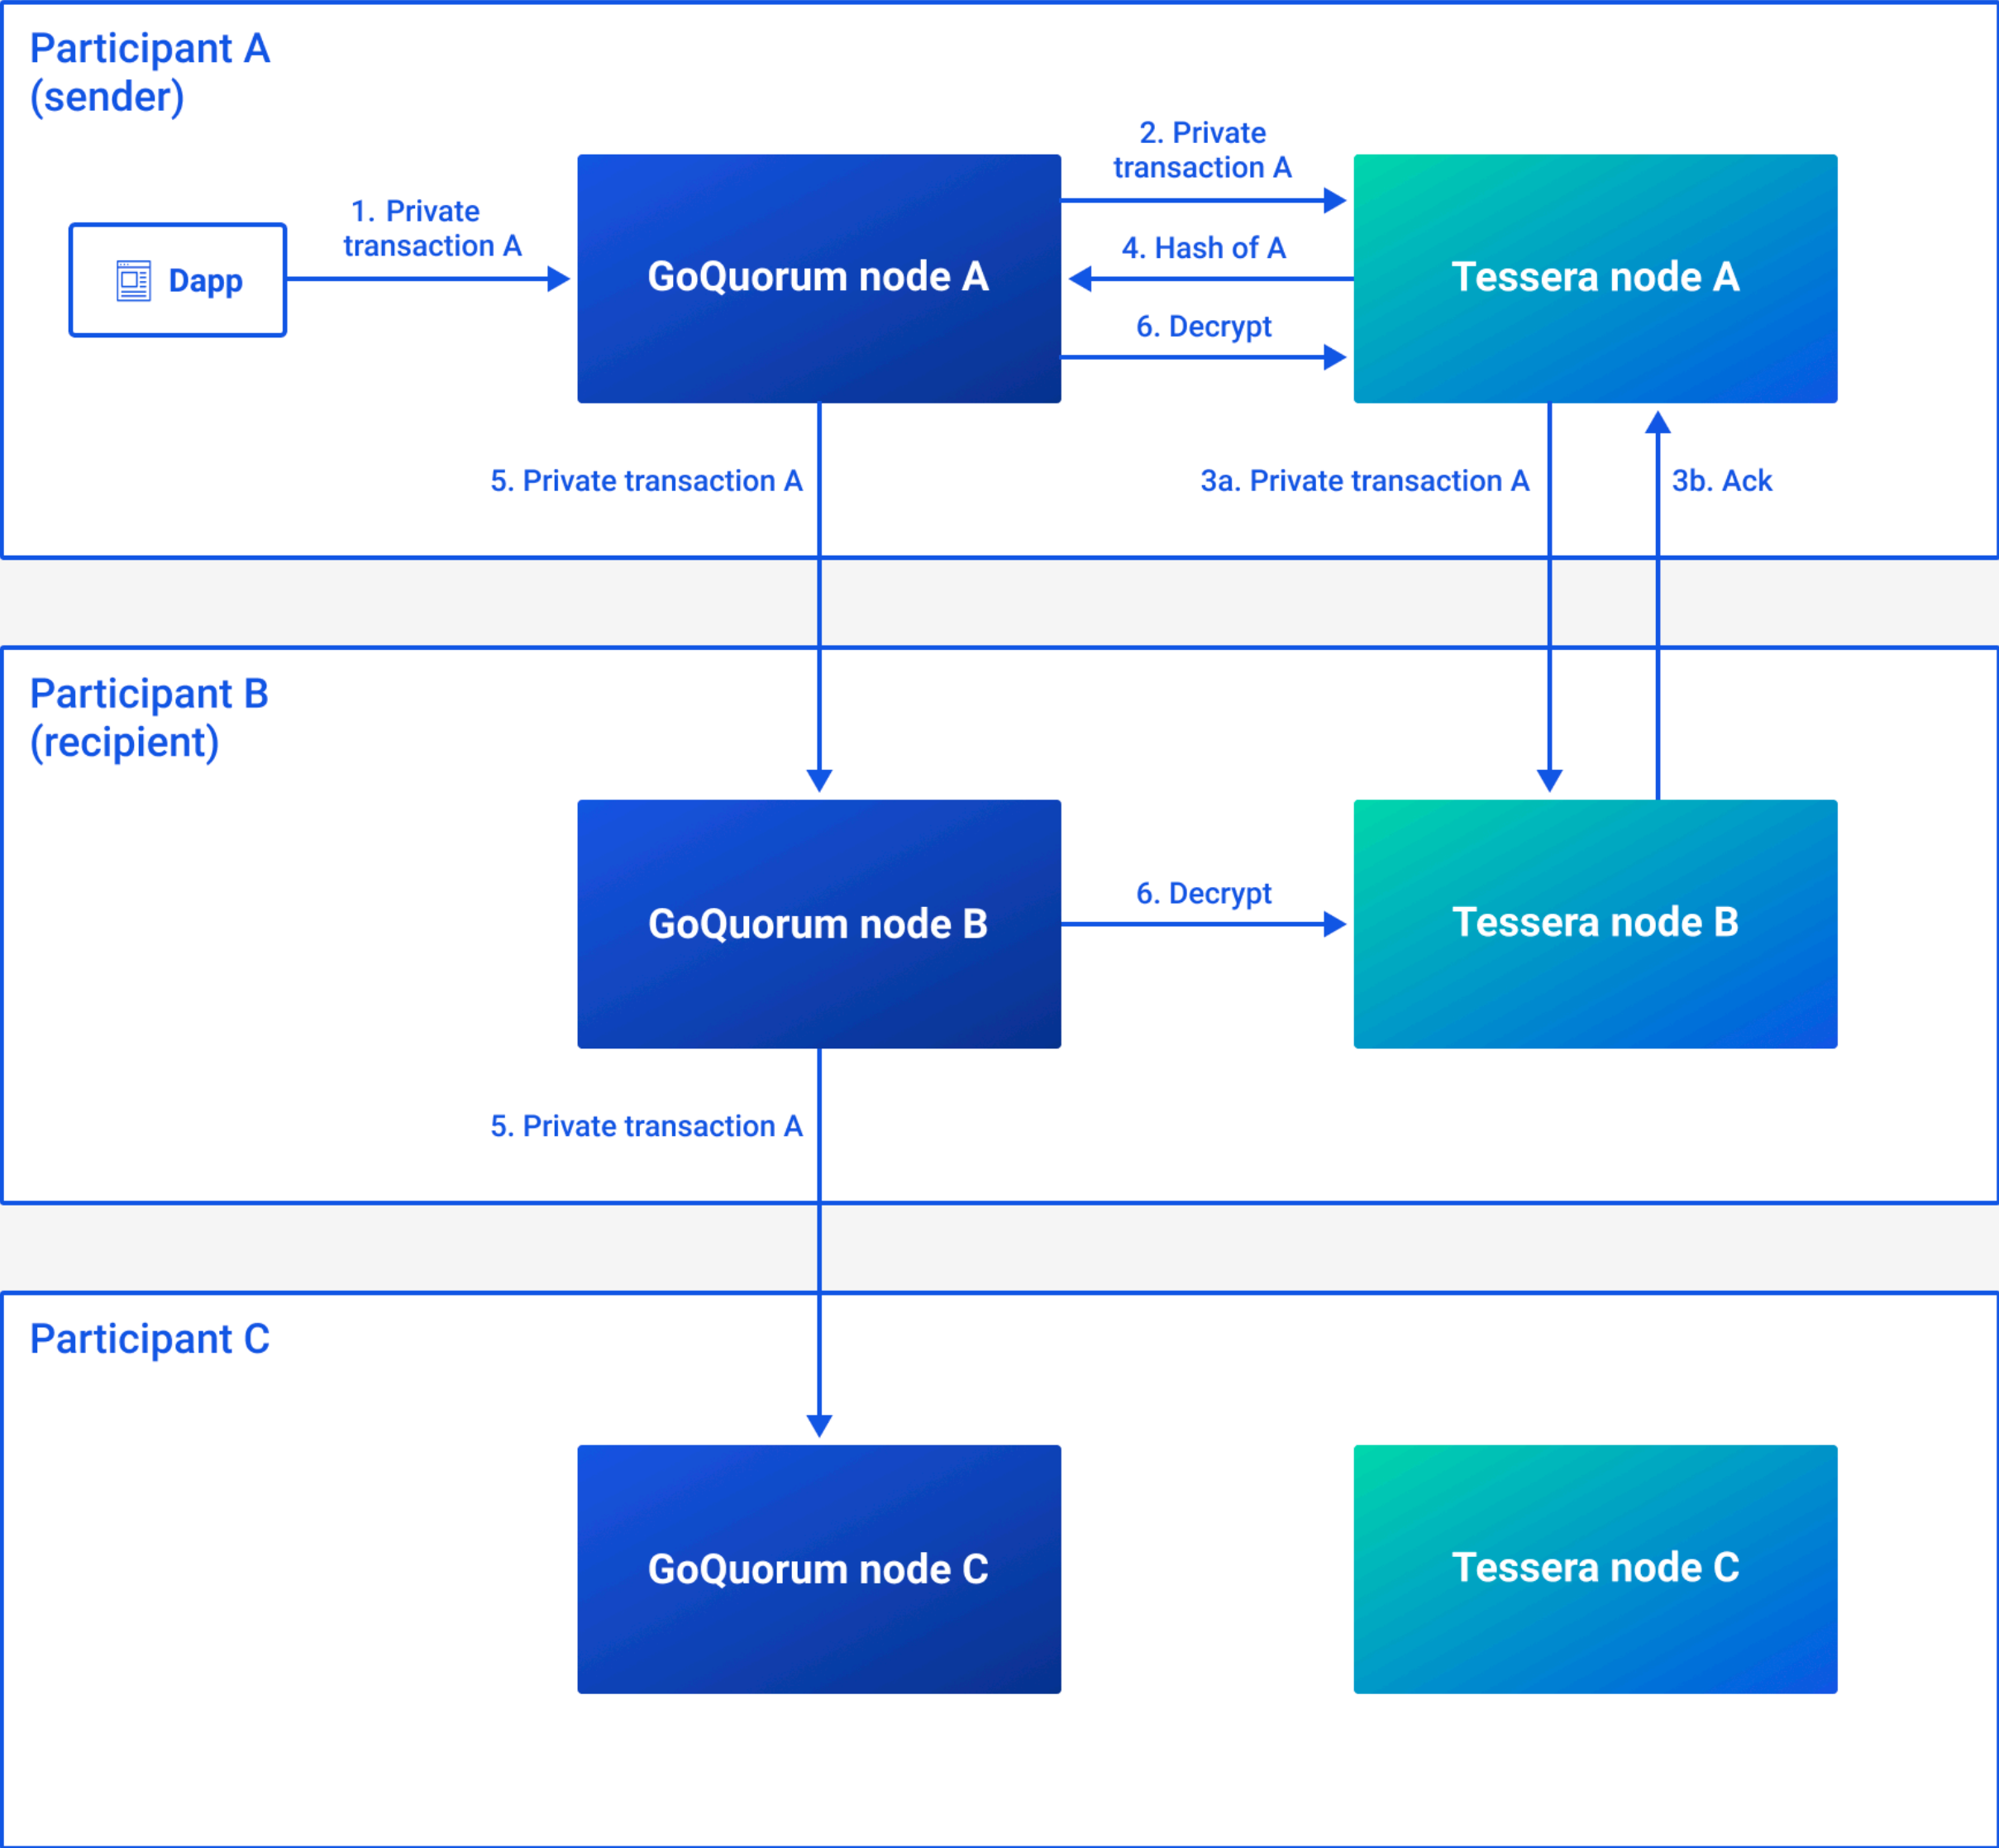 Participant A
(sender)
2. Private
transaction A
1. Private
transaction A
4. Hash of A
Dapp
GoQuorum node A
Tessera node A
6. Decrypt
5. Private transaction A
3a. Private transaction A
3b. Ack
Participant B
(recipient)
6. Decrypt
GoQuorum node B
Tessera node B
5. Private transaction A
Participant C
GoQuorum node C
Tessera node C